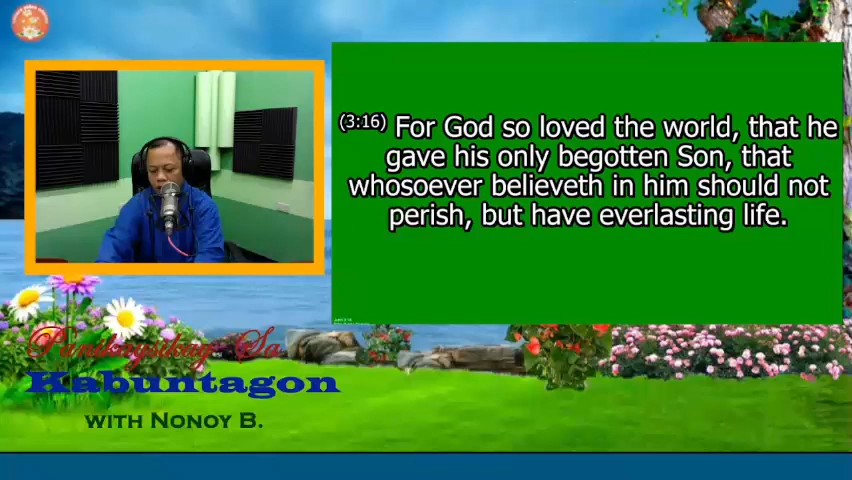 (3:16) For God so loved the world, that he
gave his only begotten Son, that
whosoever believeth in him should not
perish, but have everlasting life.
Panikaysikay Sa
Kabuntagon
WITH NONOY B.